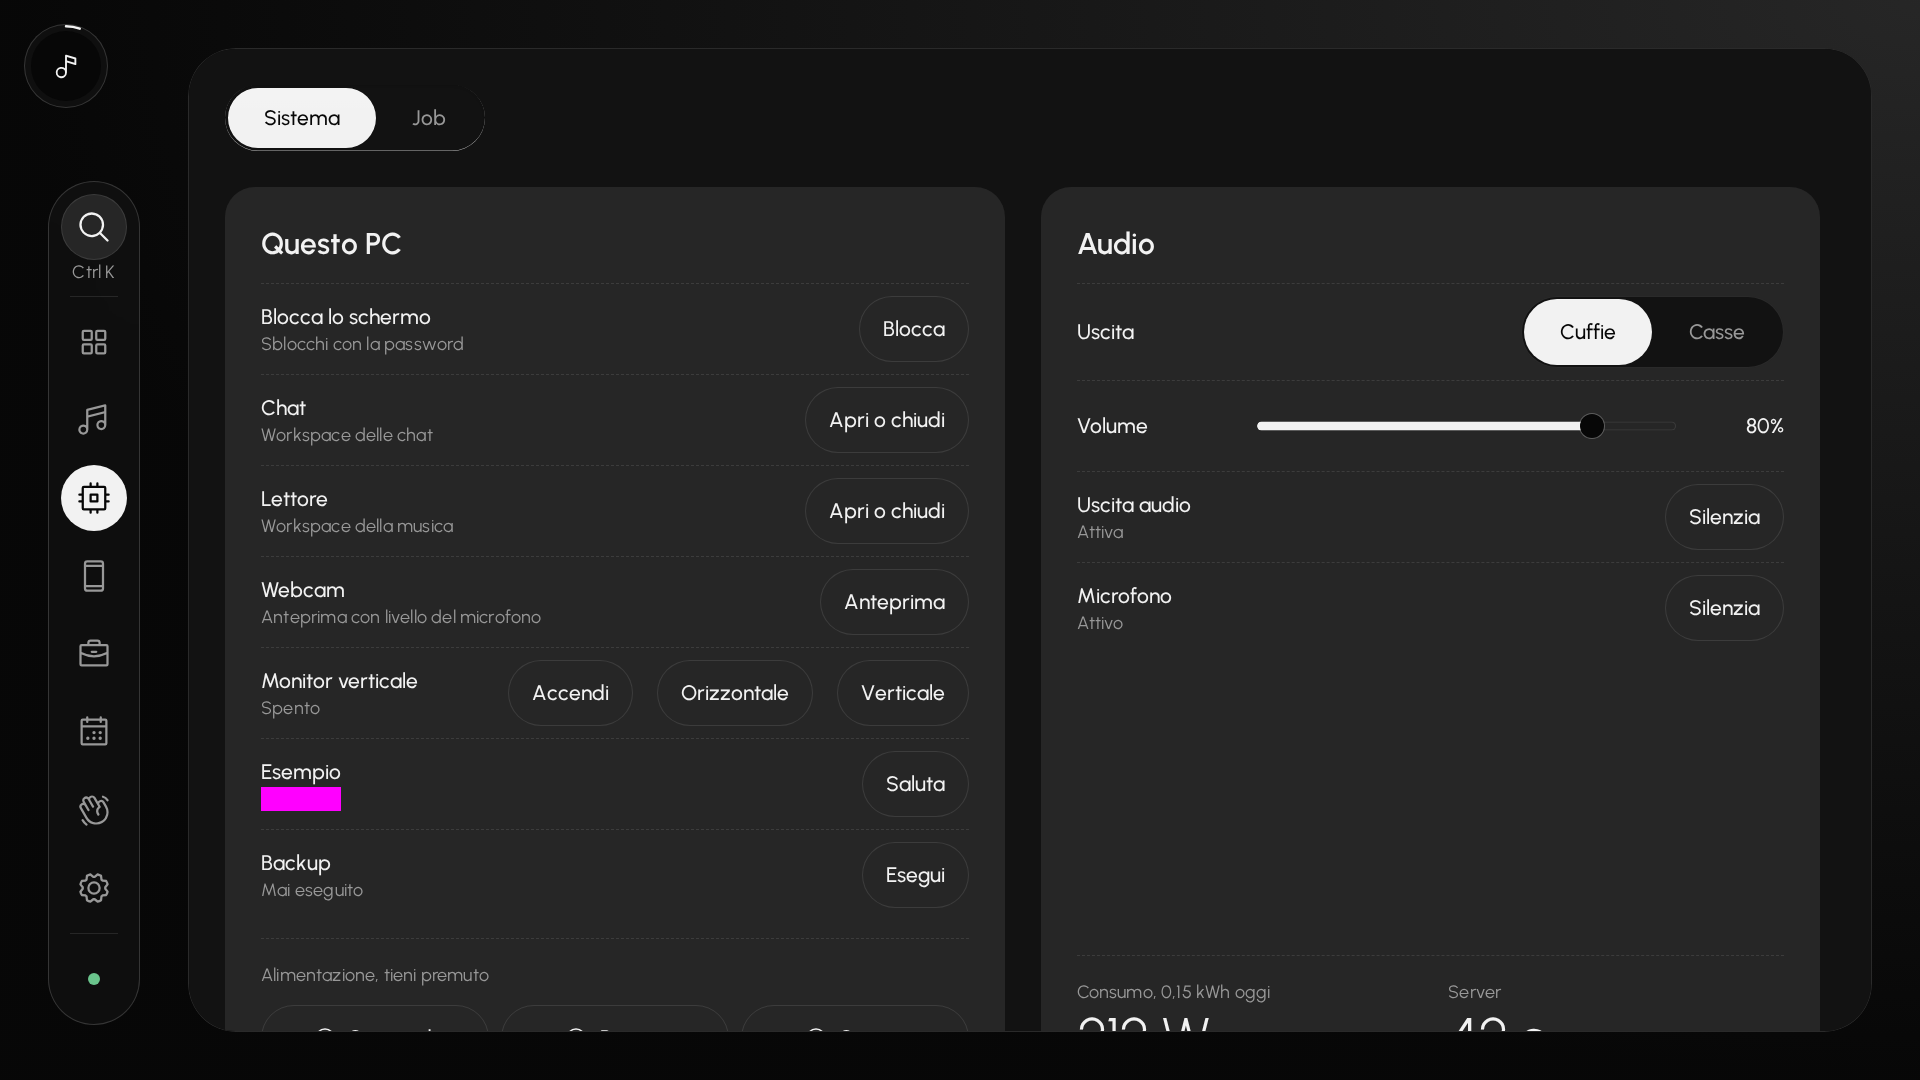 Sistema
Job
Ctrl K
Questo PC
Blocca lo schermo
Sblocchi con la password
Blocca
Chat
Workspace delle chat
Apri o chiudi
Lettore
Workspace della musica
Apri o chiudi
Webcam
Anteprima con livello del microfono
Anteprima
Monitor verticale
Spento
Accendi
Orizzontale
Verticale
Esempio
Saluta
Backup
Mai eseguito
Esegui
Alimentazione, tieni premuto
Audio
Uscita
Cuffie
Casse
Volume
80%
Uscita audio
Attiva
Silenzia
Microfono
Attivo
Silenzia
Consumo, 0,15 kWh oggi
Server